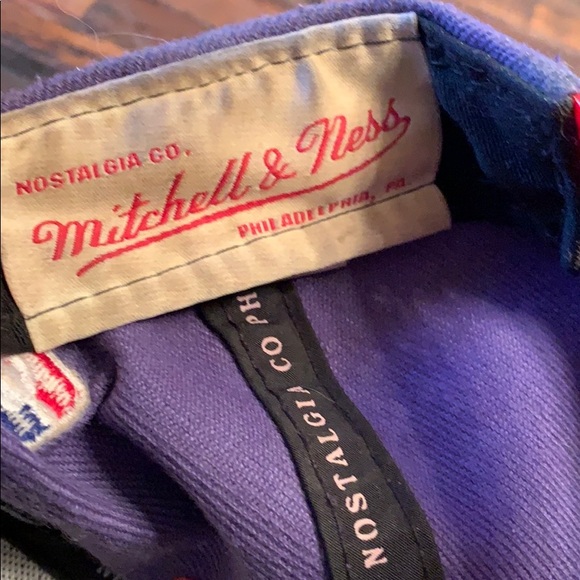 NOSTALGIA CO.
Mitchell & Ness
PHILADELPHIA, PA.
NOSTALGIA CO PH